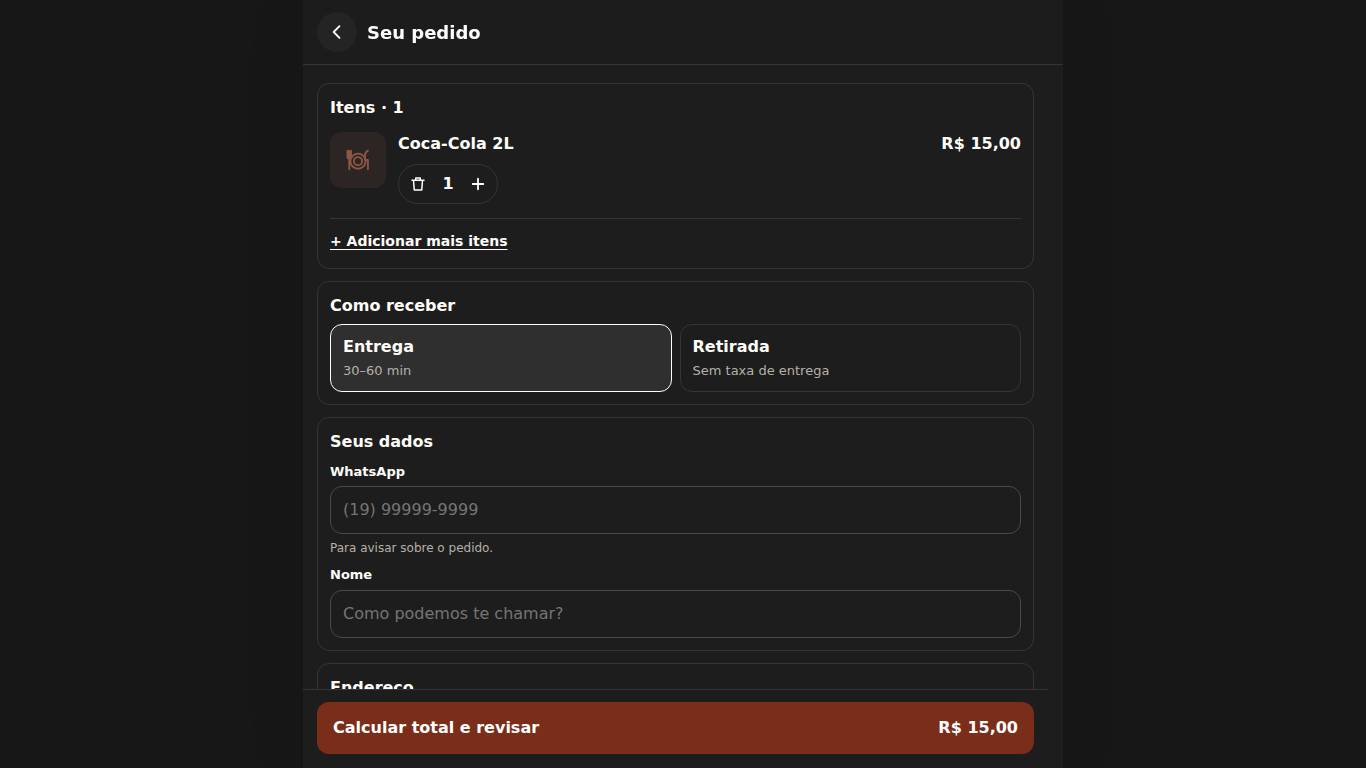 Seu pedido
Itens · 1
Coca-Cola 2L
R$ 15,00
1
+ Adicionar mais itens
Como receber
Entrega
30–60 min
Retirada
Sem taxa de entrega
Seus dados
WhatsApp
(19) 99999-9999
Para avisar sobre o pedido.
Nome
Como podemos te chamar?
Endereço
Calcular total e revisar
R$ 15,00